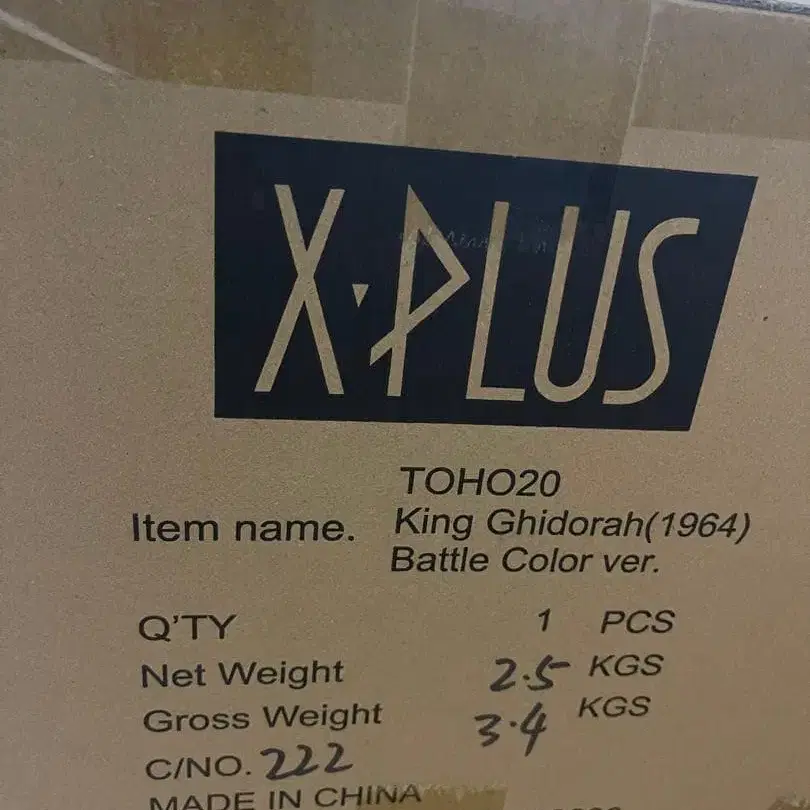 X·PLUS
TOHO20
Item name. King Ghidorah(1964)
Battle Color ver.
Q'TY 1 PCS
Net Weight 2.5 KGS
Gross Weight 3.4 KGS
C/NO. 222
MADE IN CHINA